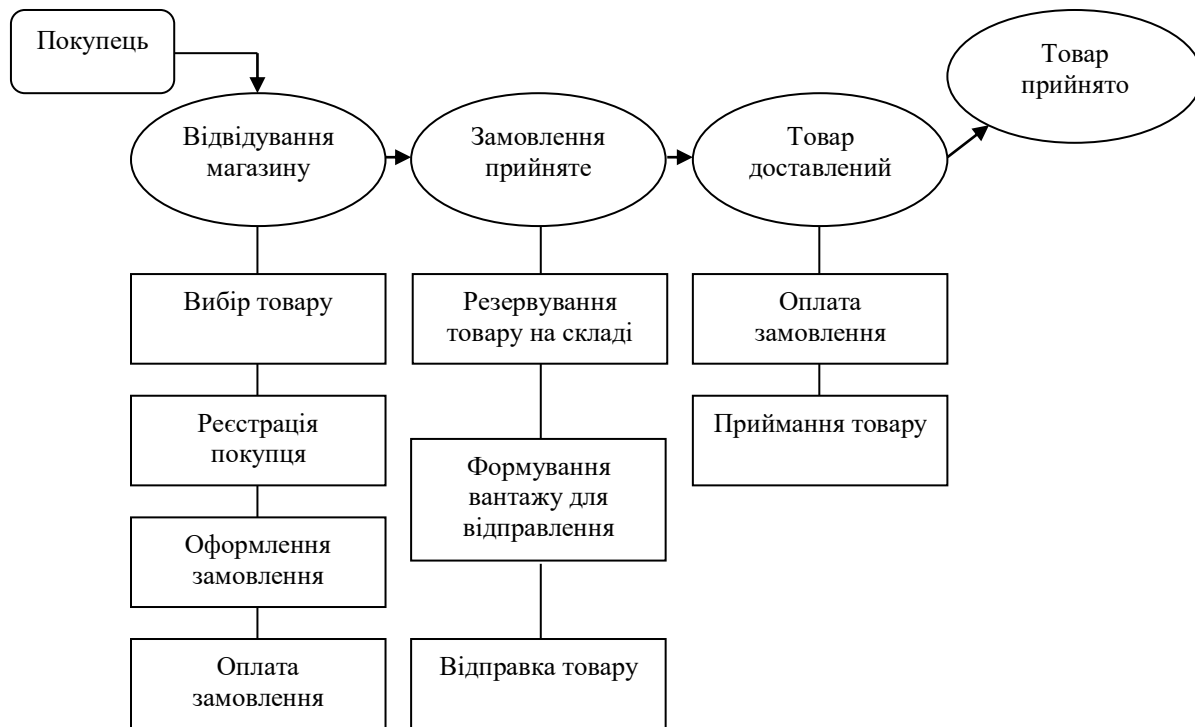 Покупець
Відвідування
магазину
Замовлення
прийняте
Товар
доставлений
Товар
прийнято
Вибір товару
Реєстрація
покупця
Оформлення
замовлення
Оплата
замовлення
Резервування
товару на складі
Формування
вантажу для
відправлення
Відправка товару
Оплата
замовлення
Приймання товару